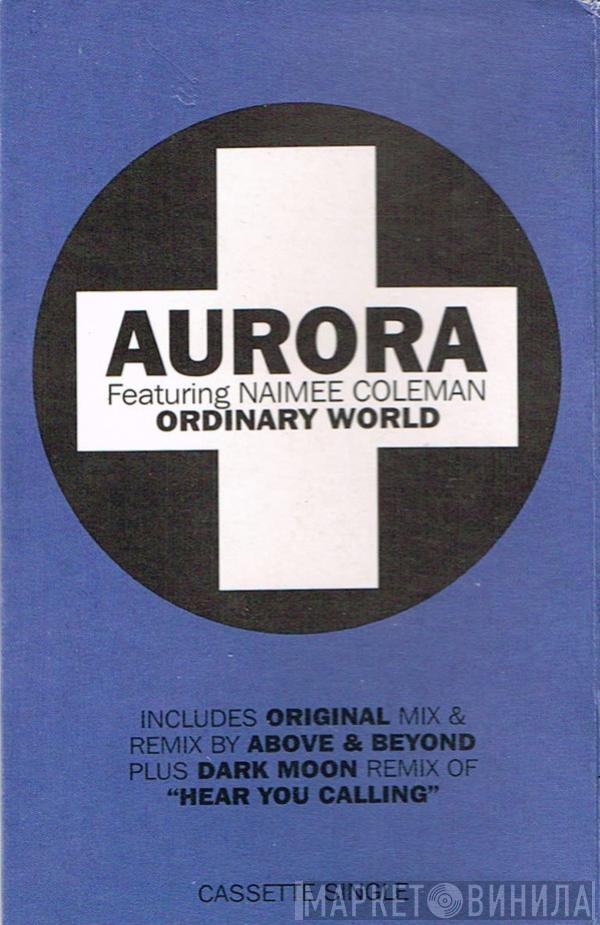 AURORA
Featuring NAIMEE COLEMAN
ORDINARY WORLD
INCLUDES ORIGINAL MIX &
REMIX BY ABOVE & BEYOND
PLUS DARK MOON REMIX OF
“HEAR YOU CALLING”
CASSETTE SINGLE
МАРКЕТ ВИНИЛА